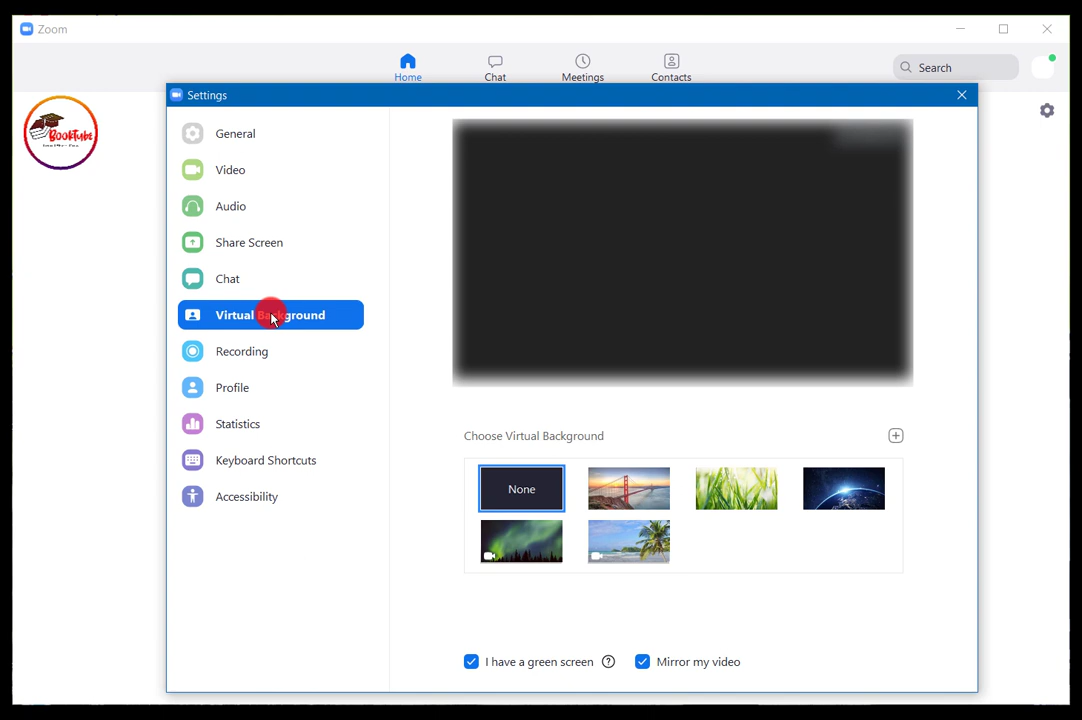 Zoom
Home
Chat
Meetings
Contacts
Search
Settings
BookTube
General
Video
Audio
Share Screen
Chat
Virtual Background
Recording
Profile
Statistics
Keyboard Shortcuts
Accessibility
Choose Virtual Background
None
I have a green screen
Mirror my video